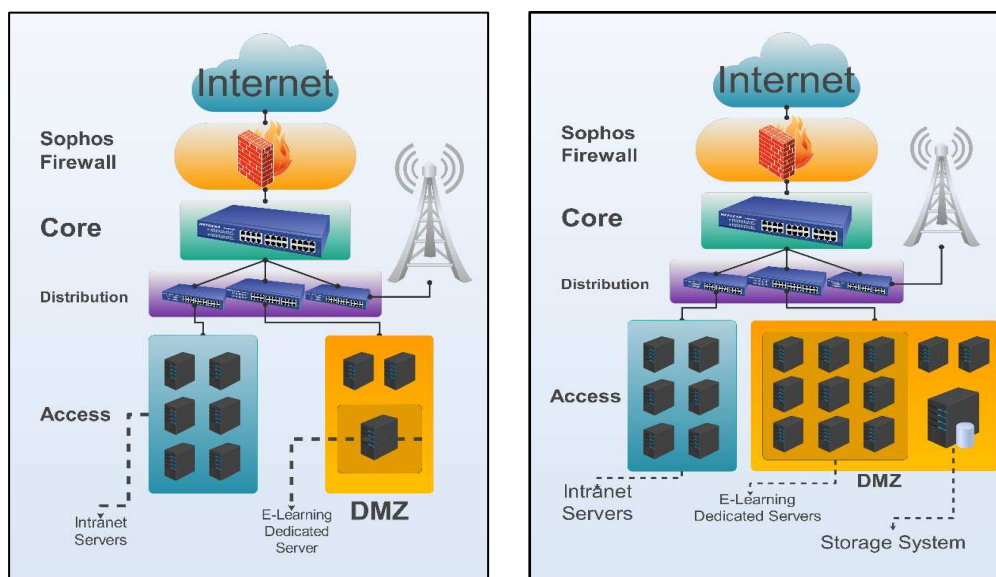 Internet
Sophos
Firewall
Core
Distribution
Access
Intranet
Servers
E-Learning
Dedicated
Server
DMZ
Internet
Sophos
Firewall
Core
Distribution
Access
Intranet
Servers
E-Learning
Dedicated Servers
DMZ
Storage System